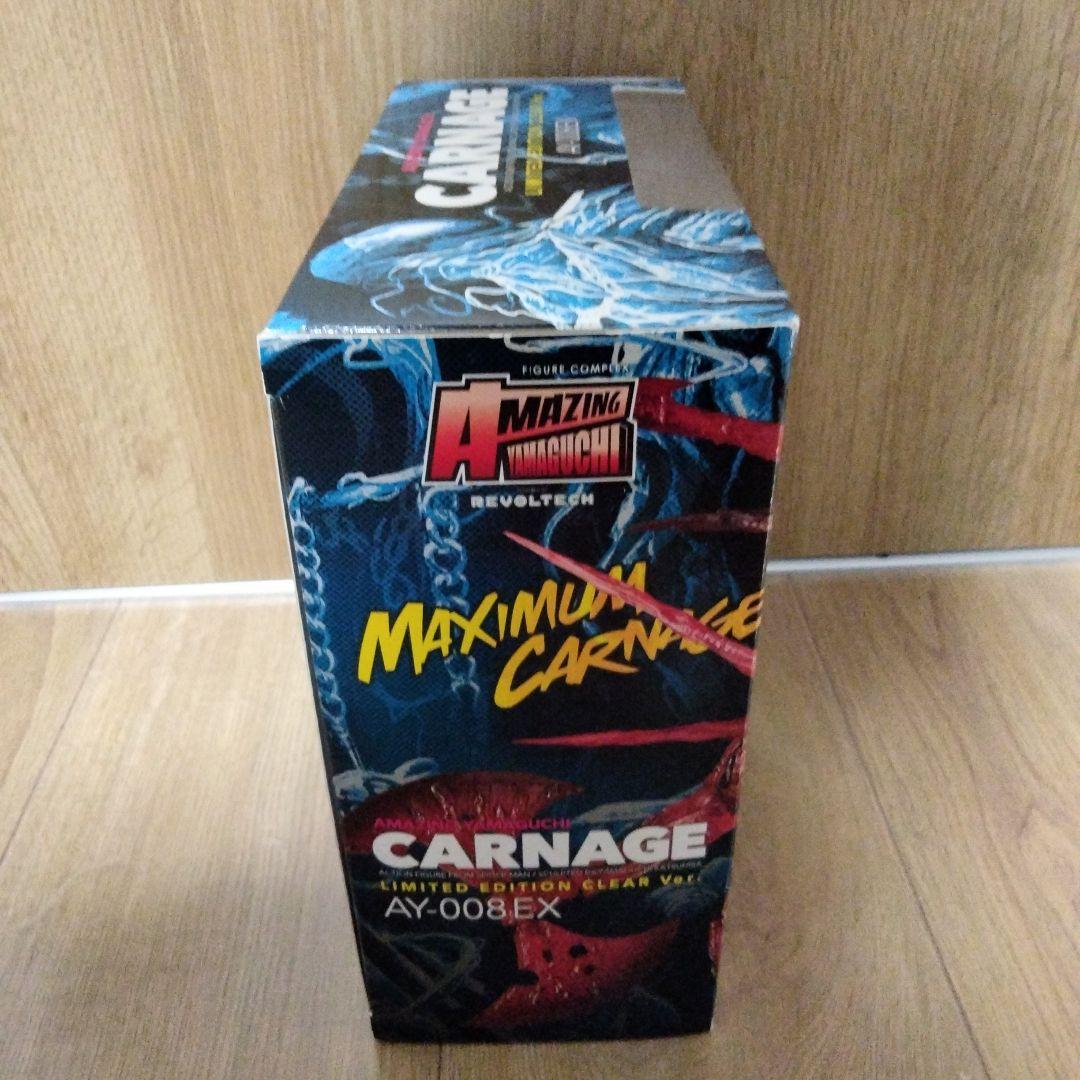 CARNAGE
FIGURE COMPLEX
AMAZING
YAMAGUCHI
REVOLTECH
MAXIMUM
CARNAGE
AMAZING YAMAGUCHI
CARNAGE
LIMITED EDITION CLEAR Ver.
AY-008EX